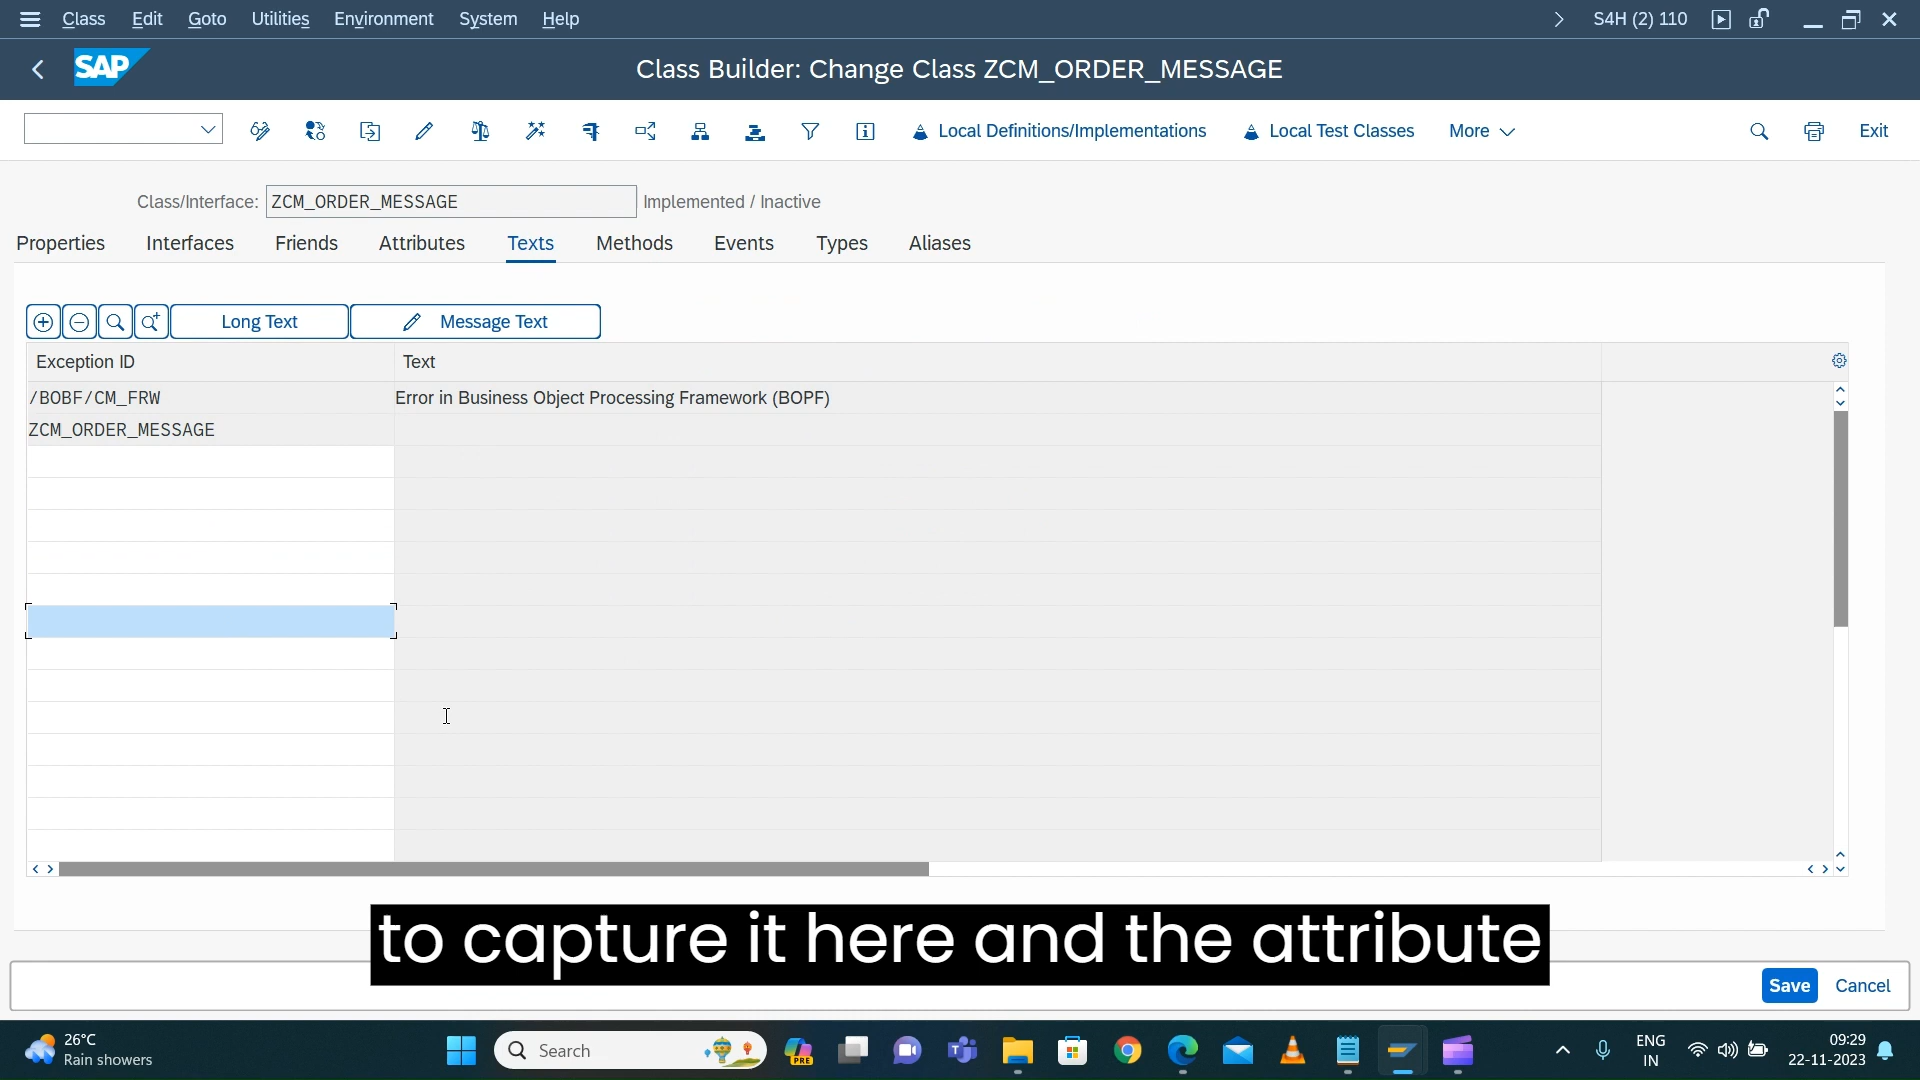 Class Edit Goto Utilities Environment System Help S4H (2) 110
SAP Class Builder: Change Class ZCM_ORDER_MESSAGE
Local Definitions/Implementations Local Test Classes More Exit
Class/Interface: ZCM_ORDER_MESSAGE Implemented / Inactive
Properties Interfaces Friends Attributes Texts Methods Events Types Aliases
Long Text Message Text
Exception ID Text
/BOBF/CM_FRW Error in Business Object Processing Framework (BOPF)
ZCM_ORDER_MESSAGE
to capture it here and the attribute
Save Cancel
26°C
Rain showers
Search
PRE
ENG
IN
09:29
22-11-2023